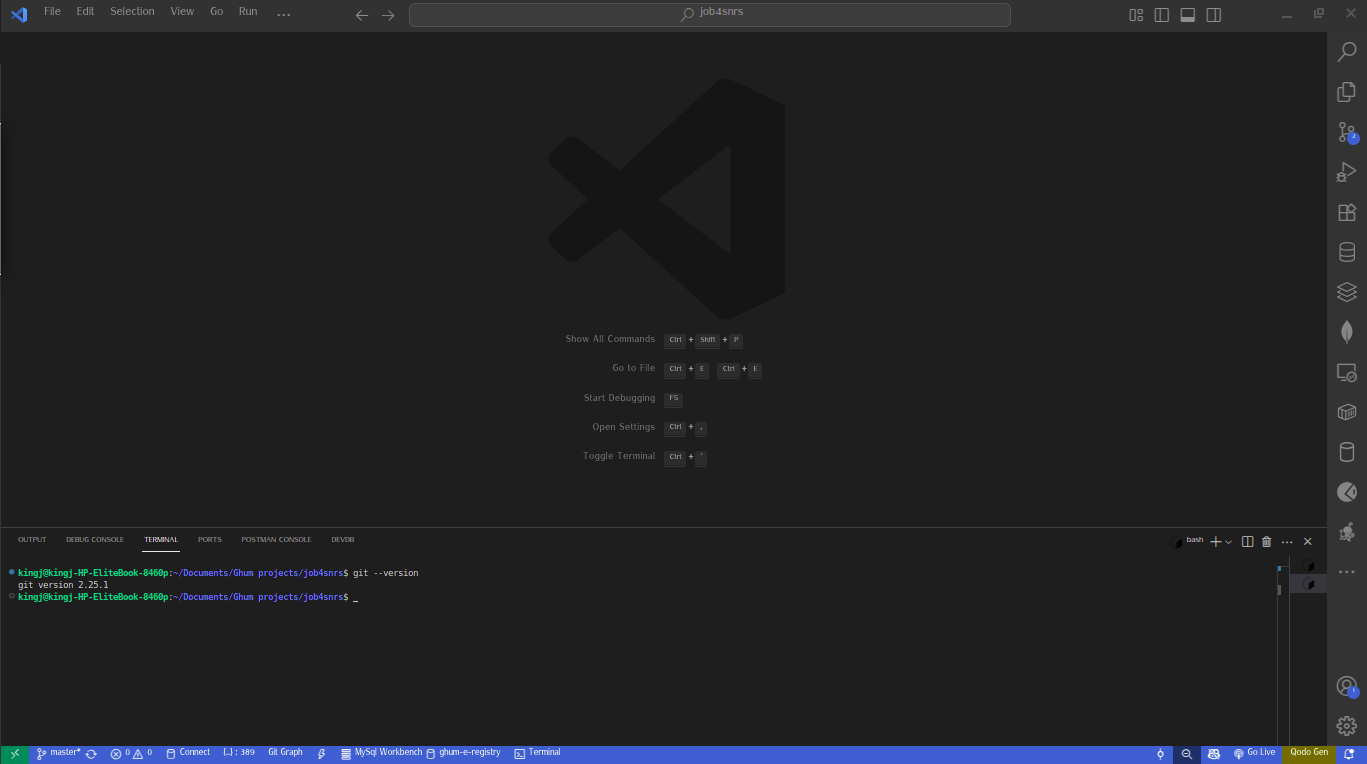 File Edit Selection View Go Run ...
job4snrs
Show All Commands Ctrl + Shift + P
Go to File Ctrl + E Ctrl + E
Start Debugging F5
Open Settings Ctrl + ,
Toggle Terminal Ctrl + `
OUTPUT DEBUG CONSOLE TERMINAL PORTS POSTMAN CONSOLE DEVDB
bash
kingj@kingj-HP-EliteBook-8460p:~/Documents/Ghum projects/job4snrs$ git --version
git version 2.25.1
kingj@kingj-HP-EliteBook-8460p:~/Documents/Ghum projects/job4snrs$ _
master* 0 0 Connect {..} : 389 Git Graph MySql Workbench ghum-e-registry Terminal Go Live Qodo Gen